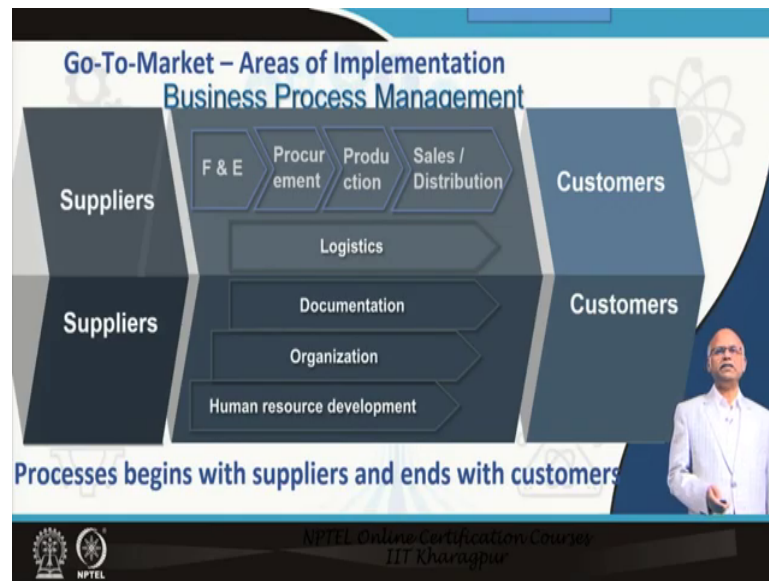 Go-To-Market – Areas of Implementation
Business Process Management
Suppliers
F & E
Procur
ement
Produ
ction
Sales /
Distribution
Customers
Logistics
Suppliers
Documentation
Customers
Organization
Human resource development
Processes begins with suppliers and ends with customers
NPTEL Online Certification Courses
IIT Kharagpur
NPTEL